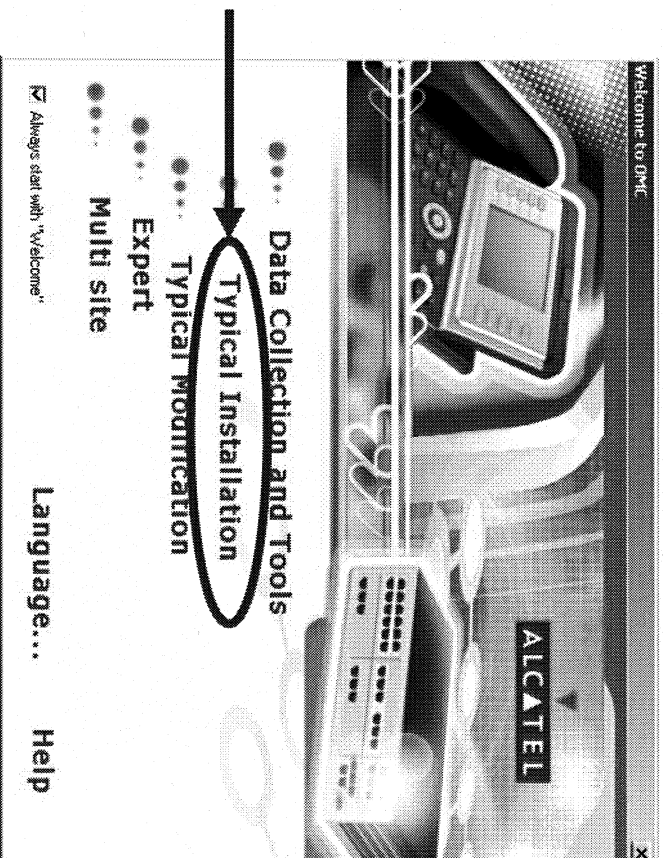 Welcome to OMC
x
ALCATEL
Data Collection and Tools
Typical Installation
Typical Modification
Expert
Multi site
Always start with "Welcome"
Language...
Help